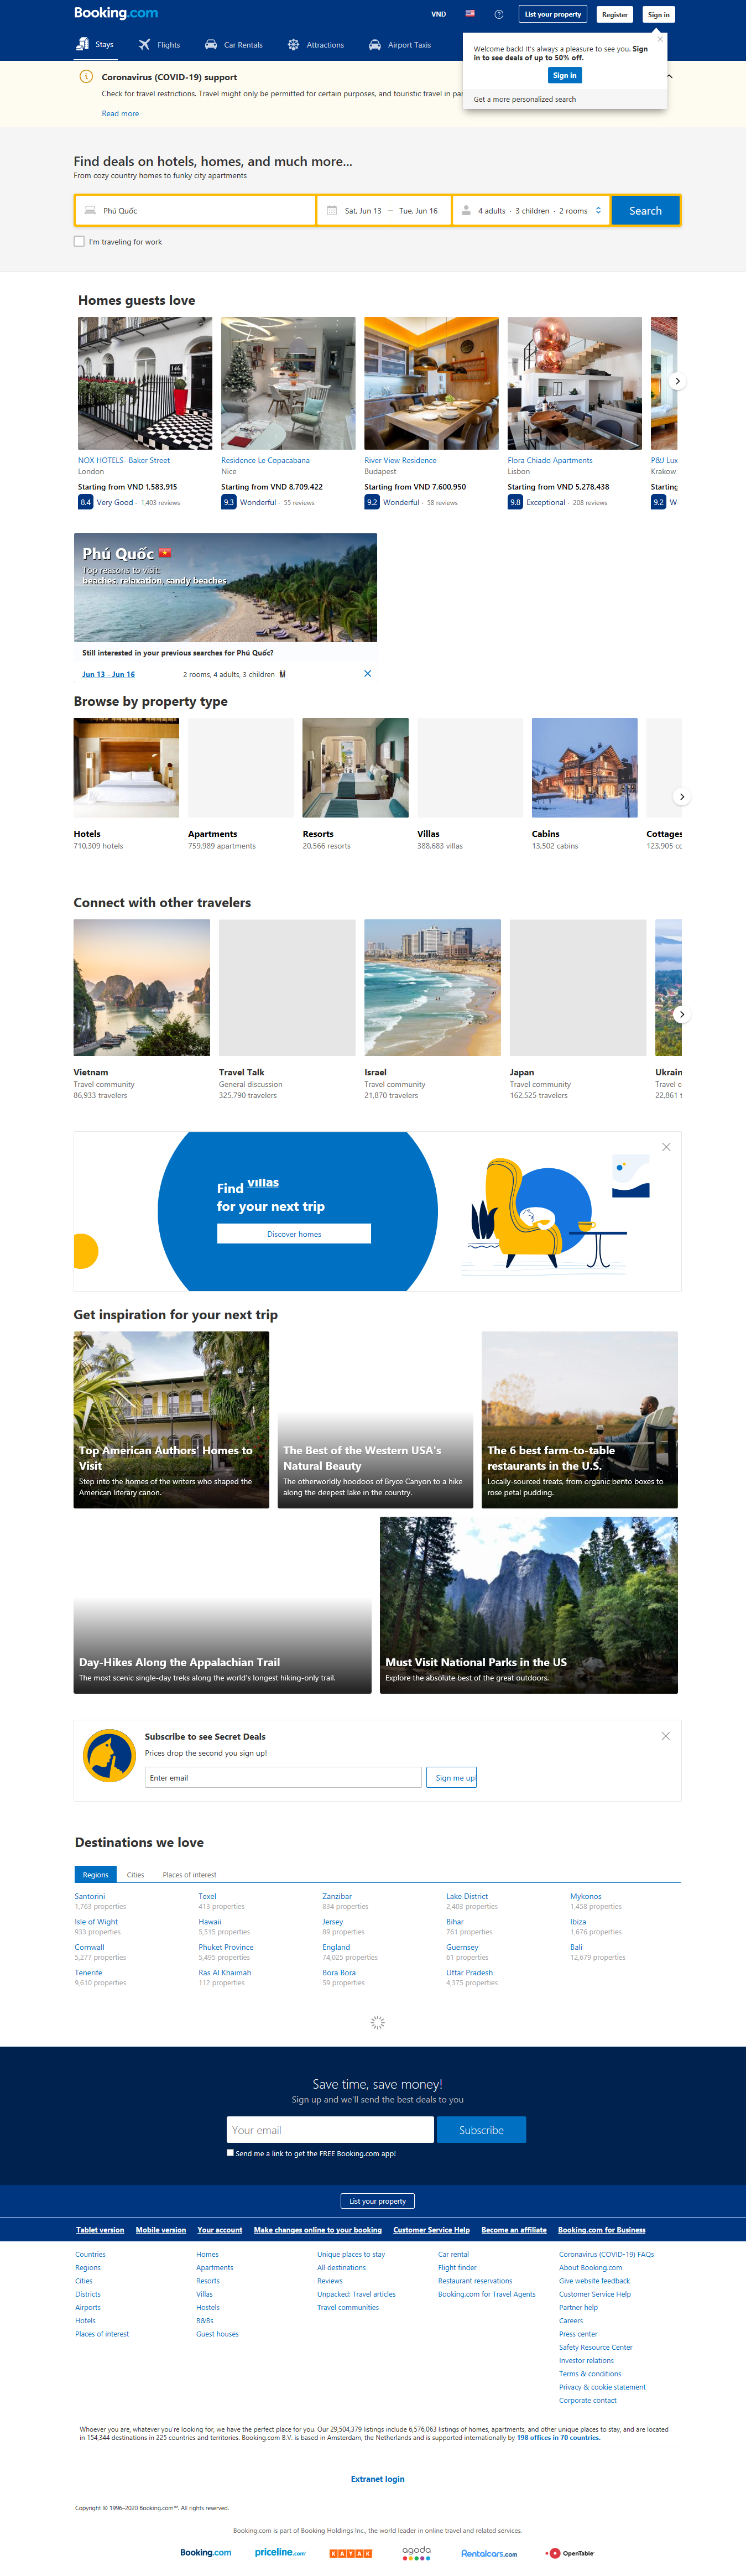 Booking.com
VND
List your property
Register
Sign in
Stays
Flights
Car Rentals
Attractions
Airport Taxis
Welcome back! It's always a pleasure to see you. Sign
in to see deals of up to 50% off.
Sign in
Get a more personalized search
Coronavirus (COVID-19) support
Check for travel restrictions. Travel might only be permitted for certain purposes, and touristic travel in
Read more
Find deals on hotels, homes, and much more...
From cozy country homes to funky city apartments
Phú Quốc
Sat, Jun 13 — Tue, Jun 16
4 adults · 3 children · 2 rooms
Search
I'm traveling for work
Homes guests love
NOX HOTELS- Baker Street
London
Starting from VND 1,583,915
8.4 Very Good · 1,403 reviews
Residence Le Copacabana
Nice
Starting from VND 8,709,422
9.3 Wonderful · 55 reviews
River View Residence
Budapest
Starting from VND 7,600,950
9.2 Wonderful · 58 reviews
Flora Chiado Apartments
Lisbon
Starting from VND 5,278,438
9.8 Exceptional · 208 reviews
P&J Lux
Krakow
Starting
9.2 W
Phú Quốc
Top reasons to visit:
beaches, relaxation, sandy beaches
Still interested in your previous searches for Phú Quốc?
Jun 13 - Jun 16
2 rooms, 4 adults, 3 children
Browse by property type
Hotels
710,309 hotels
Apartments
759,989 apartments
Resorts
20,566 resorts
Villas
388,683 villas
Cabins
13,502 cabins
Cottages
123,905 cc
Connect with other travelers
Vietnam
Travel community
86,933 travelers
Travel Talk
General discussion
325,790 travelers
Israel
Travel community
21,870 travelers
Japan
Travel community
162,525 travelers
Ukrain
Travel c
22,861 t
Find villas
for your next trip
Discover homes
Get inspiration for your next trip
Top American Authors' Homes to
Visit
Step into the homes of the writers who shaped the
American literary canon.
The Best of the Western USA's
Natural Beauty
The otherworldly hoodoos of Bryce Canyon to a hike
along the deepest lake in the country.
The 6 best farm-to-table
restaurants in the U.S.
Locally-sourced treats, from organic bento boxes to
rose petal pudding.
Day-Hikes Along the Appalachian Trail
The most scenic single-day treks along the world's longest hiking-only trail.
Must Visit National Parks in the US
Explore the absolute best of the great outdoors.
Subscribe to see Secret Deals
Prices drop the second you sign up!
Enter email
Sign me up!
Destinations we love
Regions
Cities
Places of interest
Santorini
1,763 properties
Texel
413 properties
Zanzibar
834 properties
Lake District
2,403 properties
Mykonos
1,458 properties
Isle of Wight
933 properties
Hawaii
5,515 properties
Jersey
89 properties
Bihar
761 properties
Ibiza
1,676 properties
Cornwall
5,277 properties
Phuket Province
5,495 properties
England
74,025 properties
Guernsey
61 properties
Bali
12,679 properties
Tenerife
9,610 properties
Ras Al Khaimah
112 properties
Bora Bora
59 properties
Uttar Pradesh
4,375 properties
Save time, save money!
Sign up and we'll send the best deals to you
Your email
Subscribe
Send me a link to get the FREE Booking.com app!
List your property
Tablet version
Mobile version
Your account
Make changes online to your booking
Customer Service Help
Become an affiliate
Booking.com for Business
Countries
Regions
Cities
Districts
Airports
Hotels
Places of interest
Homes
Apartments
Resorts
Villas
Hostels
B&Bs
Guest houses
Unique places to stay
All destinations
Reviews
Unpacked: Travel articles
Travel communities
Car rental
Flight finder
Restaurant reservations
Booking.com for Travel Agents
Coronavirus (COVID-19) FAQs
About Booking.com
Give website feedback
Customer Service Help
Partner help
Careers
Press center
Safety Resource Center
Investor relations
Terms & conditions
Privacy & cookie statement
Corporate contact
Whoever you are, whatever you're looking for, we have the perfect place for you. Our 29,504,379 listings include 6,576,063 listings of homes, apartments, and other unique places to stay, and are located
in 154,344 destinations in 225 countries and territories. Booking.com B.V. is based in Amsterdam, the Netherlands and is supported internationally by 198 offices in 70 countries.
Extranet login
Copyright © 1996–2020 Booking.com™. All rights reserved.
Booking.com is part of Booking Holdings Inc., the world leader in online travel and related services.
Booking.com
priceline.com
KAYAK
agoda
Rentalcars.com
OpenTable